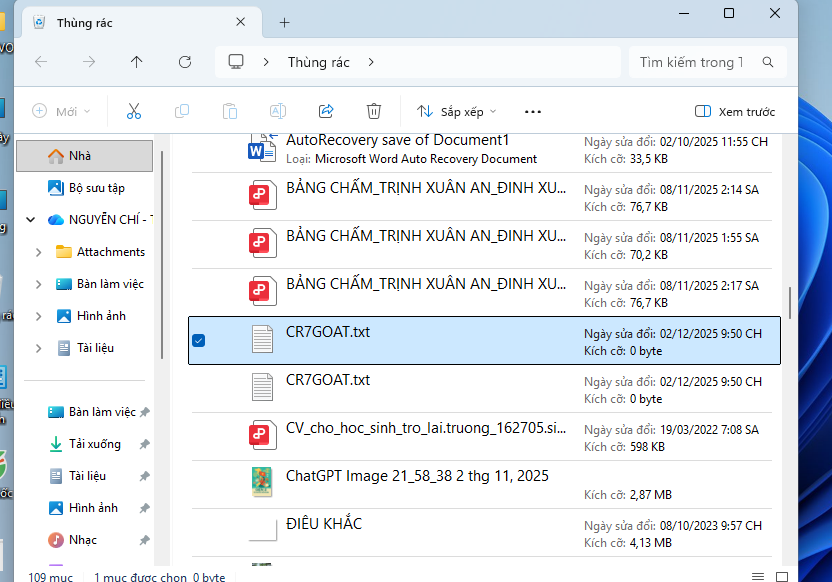 Thùng rác
Thùng rác
Tìm kiếm trong T
Mới
Sắp xếp
Xem trước
Nhà
Bộ sưu tập
NGUYỄN CHÍ - T
Attachments
Bàn làm việc
Hình ảnh
Tài liệu
Bàn làm việc
Tải xuống
Tài liệu
Hình ảnh
Nhạc
AutoRecovery save of Document1
Loại: Microsoft Word Auto Recovery Document
Ngày sửa đổi: 02/10/2025 11:55 CH
Kích cỡ: 33,5 KB
BẢNG CHẤM_TRỊNH XUÂN AN_ĐINH XU...
Ngày sửa đổi: 08/11/2025 2:14 SA
Kích cỡ: 76,7 KB
BẢNG CHẤM_TRỊNH XUÂN AN_ĐINH XU...
Ngày sửa đổi: 08/11/2025 1:55 SA
Kích cỡ: 70,2 KB
BẢNG CHẤM_TRỊNH XUÂN AN_ĐINH XU...
Ngày sửa đổi: 08/11/2025 2:17 SA
Kích cỡ: 76,7 KB
CR7GOAT.txt
Ngày sửa đổi: 02/12/2025 9:50 CH
Kích cỡ: 0 byte
CR7GOAT.txt
Ngày sửa đổi: 02/12/2025 9:50 CH
Kích cỡ: 0 byte
CV_cho_hoc_sinh_tro_lai.truong_162705.si...
Ngày sửa đổi: 19/03/2022 7:08 SA
Kích cỡ: 598 KB
ChatGPT Image 21_58_38 2 thg 11, 2025
Kích cỡ: 2,87 MB
ĐIÊU KHẮC
Ngày sửa đổi: 08/10/2023 9:57 CH
Kích cỡ: 4,13 MB
109 mục
1 mục được chọn 0 byte